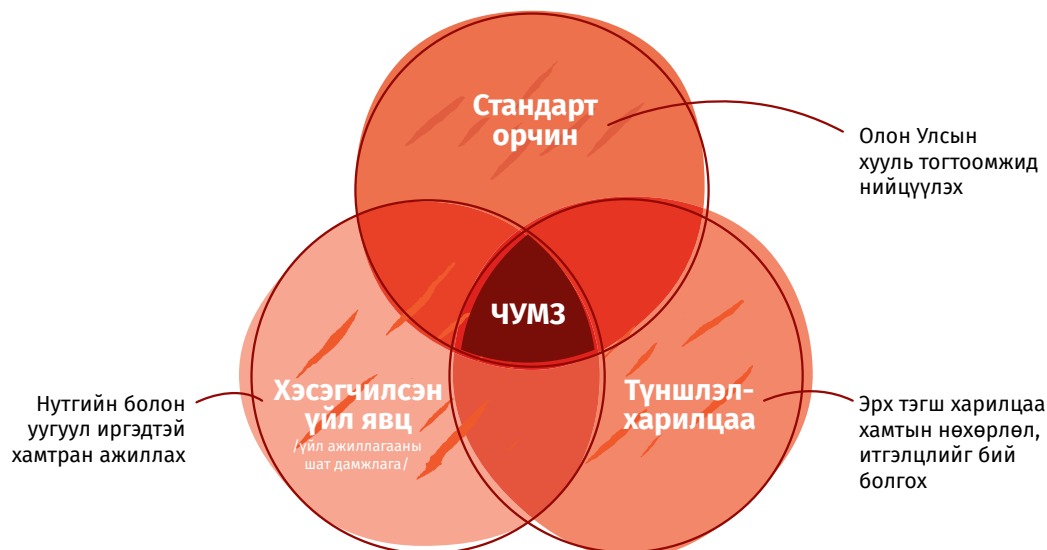 Стандарт
орчин
Олон Улсын
хууль тогтоомжид
нийцүүлэх
ЧУМЗ
Хэсэгчилсэн
үйл явц
/үйл ажиллагааны
шат дамжлага/
Нутгийн болон
уугуул иргэдтэй
хамтран ажиллах
Түншлэл-
харилцаа
Эрх тэгш харилцаа
хамтын нөхөрлөл,
итгэлцлийг бий
болгох